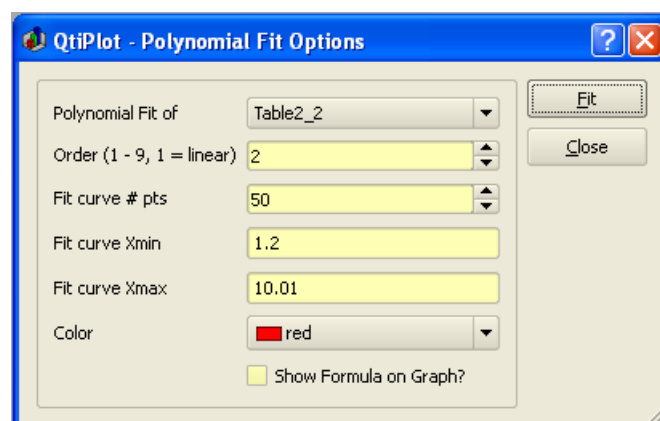 QtiPlot - Polynomial Fit Options
Polynomial Fit of Table2_2
Order (1 - 9, 1 = linear) 2
Fit curve # pts 50
Fit curve Xmin 1.2
Fit curve Xmax 10.01
Color red
Show Formula on Graph?
Fit
Close